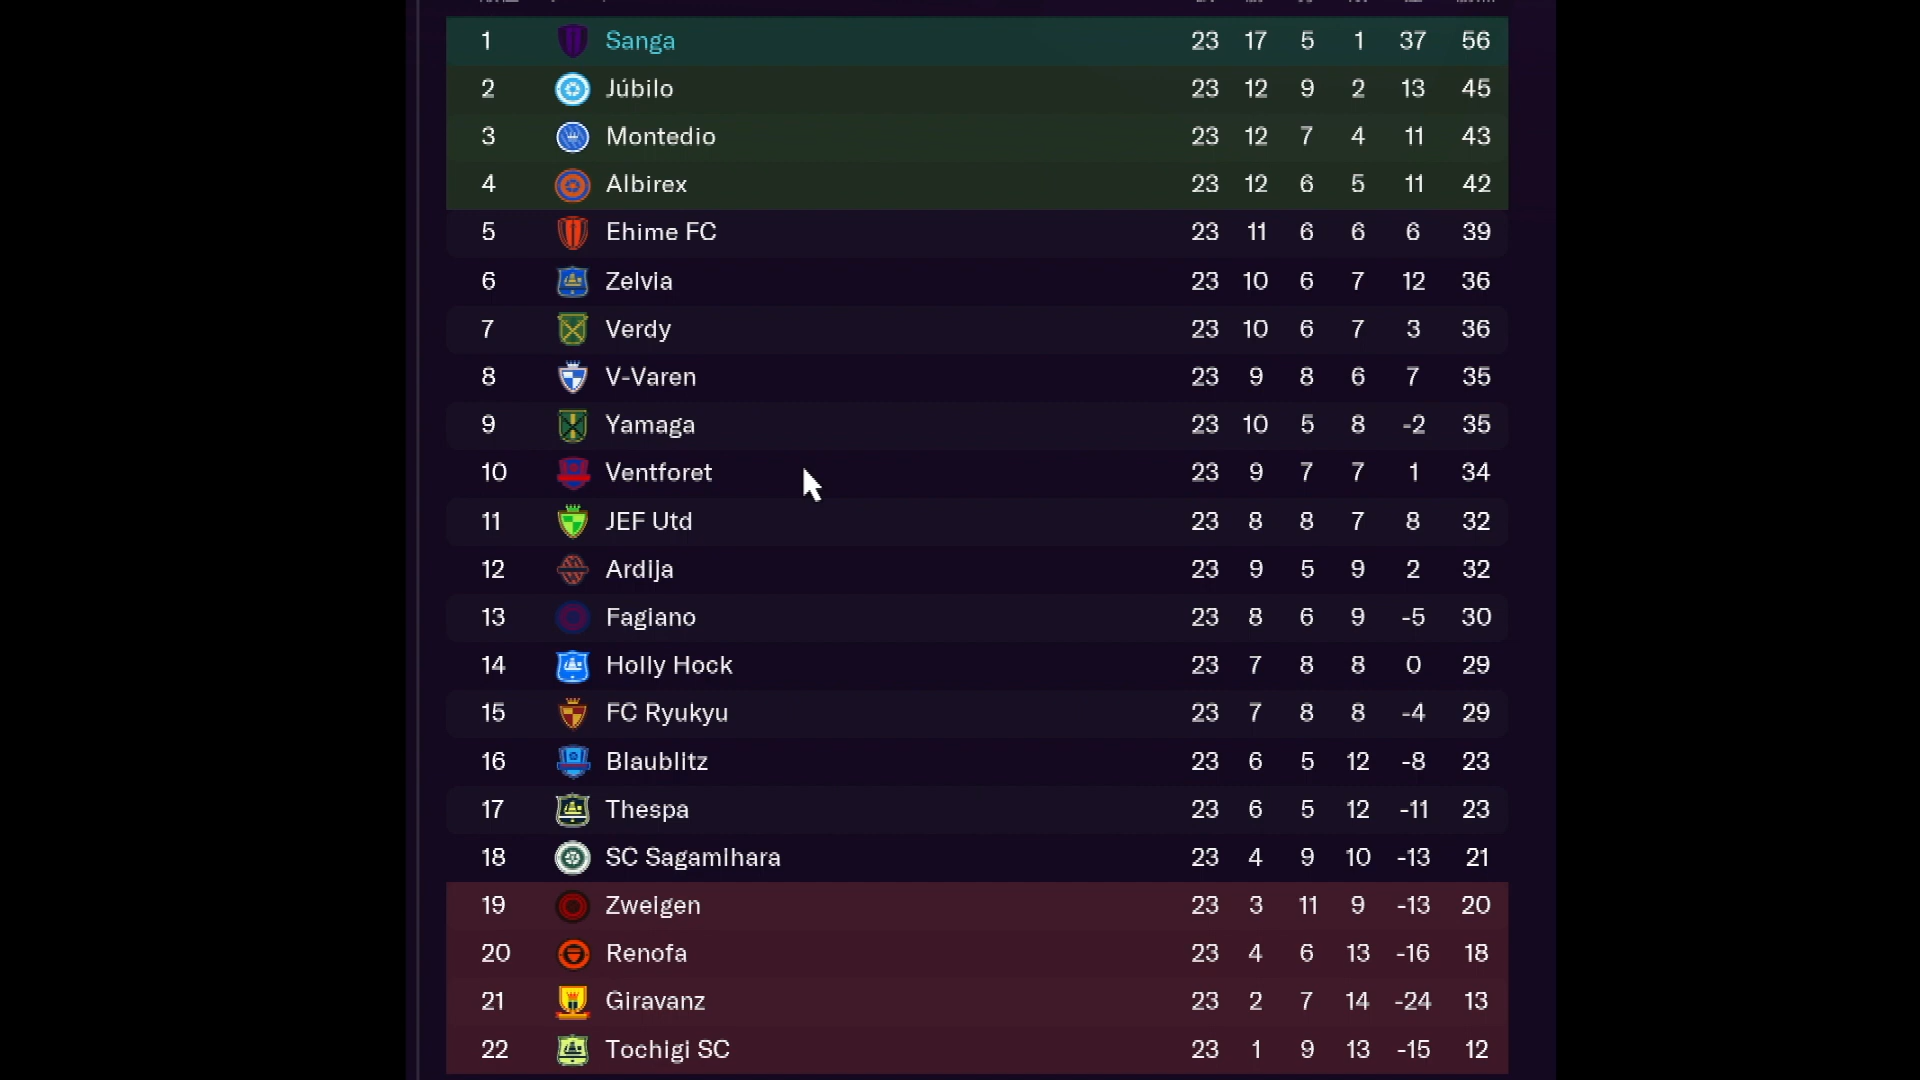 1 Sanga 23 17 5 1 37 56
2 Júbilo 23 12 9 2 13 45
3 Montedio 23 12 7 4 11 43
4 Albirex 23 12 6 5 11 42
5 Ehime FC 23 11 6 6 6 39
6 Zelvia 23 10 6 7 12 36
7 Verdy 23 10 6 7 3 36
8 V-Varen 23 9 8 6 7 35
9 Yamaga 23 10 5 8 -2 35
10 Ventforet 23 9 7 7 1 34
11 JEF Utd 23 8 8 7 8 32
12 Ardija 23 9 5 9 2 32
13 Fagiano 23 8 6 9 -5 30
14 Holly Hock 23 7 8 8 0 29
15 FC Ryukyu 23 7 8 8 -4 29
16 Blaublitz 23 6 5 12 -8 23
17 Thespa 23 6 5 12 -11 23
18 SC Sagamihara 23 4 9 10 -13 21
19 Zweigen 23 3 11 9 -13 20
20 Renofa 23 4 6 13 -16 18
21 Giravanz 23 2 7 14 -24 13
22 Tochigi SC 23 1 9 13 -15 12